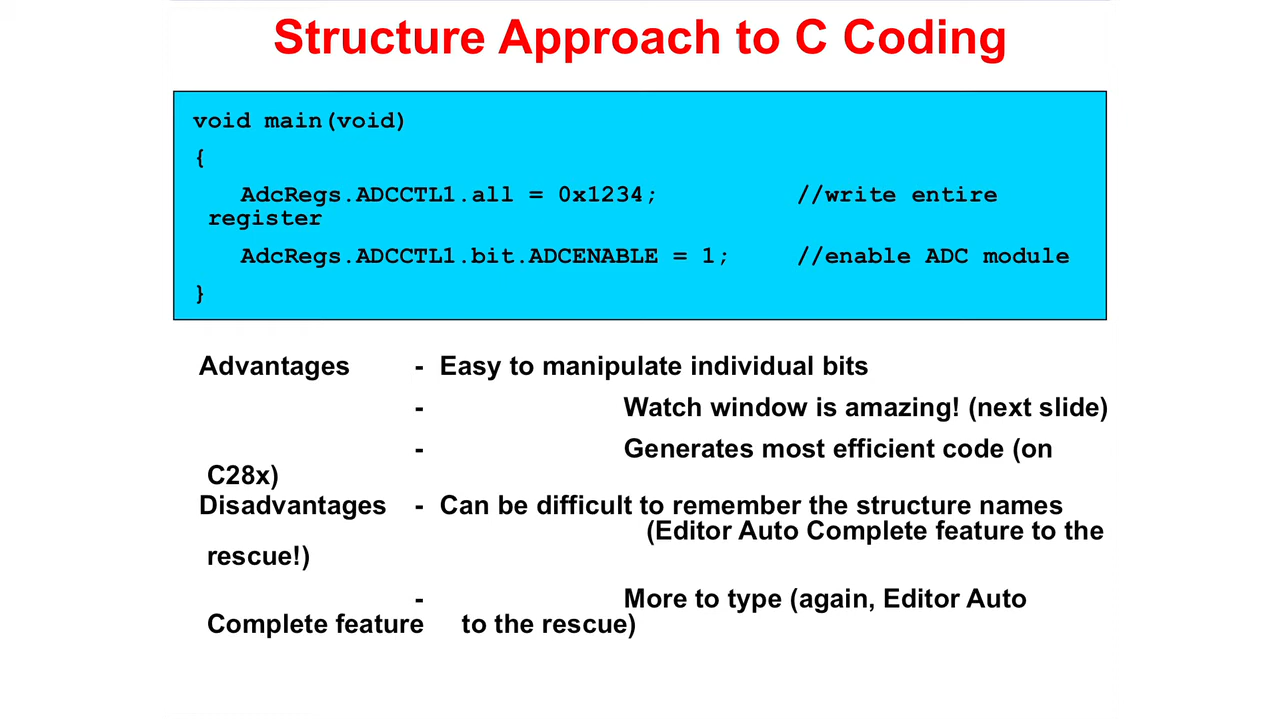 Structure Approach to C Coding
void main(void)
{
AdcRegs.ADCCTL1.all = 0x1234; //write entire
register
AdcRegs.ADCCTL1.bit.ADCENABLE = 1; //enable ADC module
}
Advantages - Easy to manipulate individual bits
- Watch window is amazing! (next slide)
- Generates most efficient code (on
C28x)
Disadvantages - Can be difficult to remember the structure names
(Editor Auto Complete feature to the
rescue!)
- More to type (again, Editor Auto
Complete feature to the rescue)